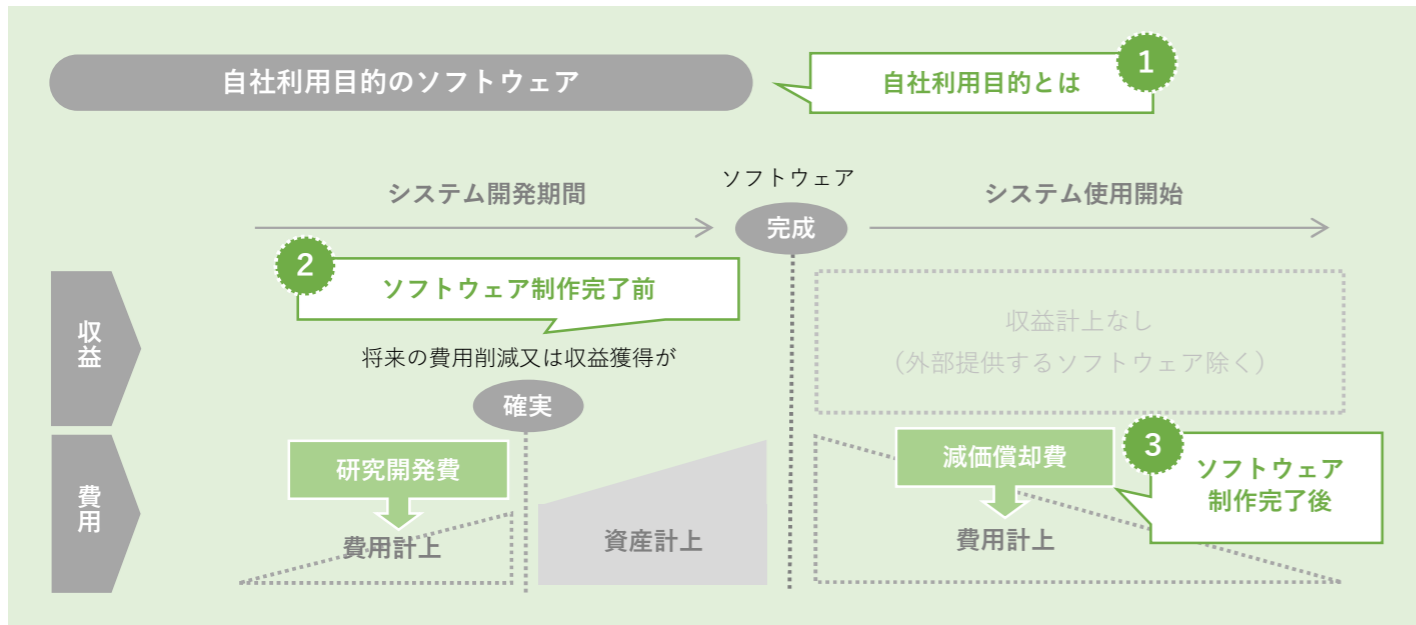 自社利用目的のソフトウェア
自社利用目的とは
1
システム開発期間
ソフトウェア
完成
システム使用開始
2
ソフトウェア制作完了前
収益
将来の費用削減又は収益獲得が
確実
収益計上なし
（外部提供するソフトウェア除く）
費用
研究開発費
費用計上
資産計上
減価償却費
費用計上
3
ソフトウェア
制作完了後